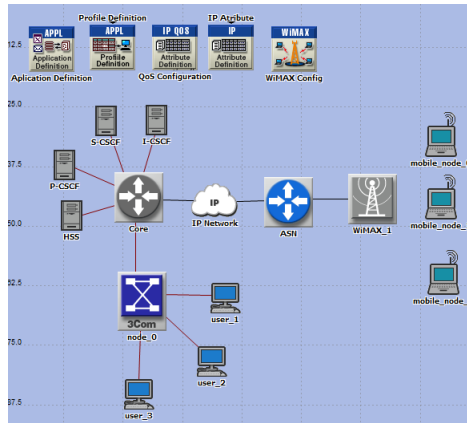 Profile Definition
IP Atribute
APPL
APPL
IP QOS
IP
WiMAX
Application
Definition
Profile
Definition
Attribute
Definition
Attribute
Definition
Aplication Definition
QoS Configuration
WiMAX Config
12.5
25.0
S-CSCF
I-CSCF
37.5
P-CSCF
mobile_node_
IP
HSS
Core
IP Network
ASN
WiMAX_1
mobile_node_
50.0
62.5
3Com
node_0
user_1
mobile_node_
75.0
user_2
87.5
user_3